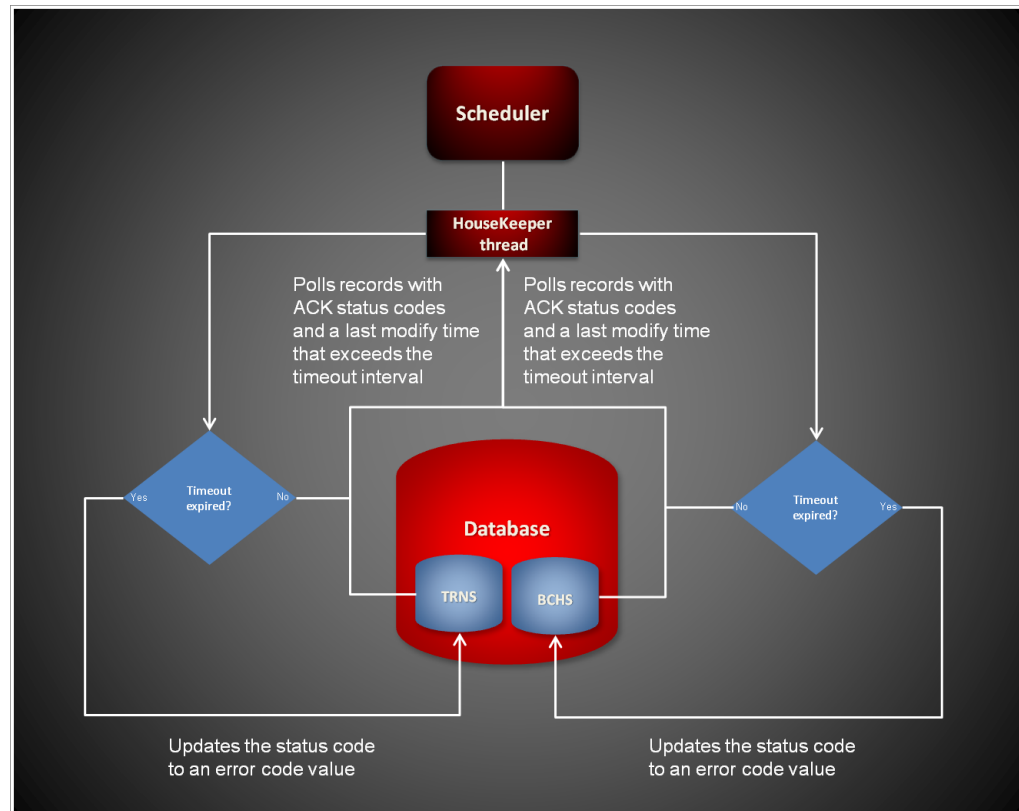 Scheduler
HouseKeeper
thread
Polls records with
ACK status codes
and a last modify time
that exceeds the
timeout interval
Polls records with
ACK status codes
and a last modify time
that exceeds the
timeout interval
Yes
Timeout
expired?
No
Database
TRNS
BCHS
No
Timeout
expired?
Yes
Updates the status code
to an error code value
Updates the status code
to an error code value